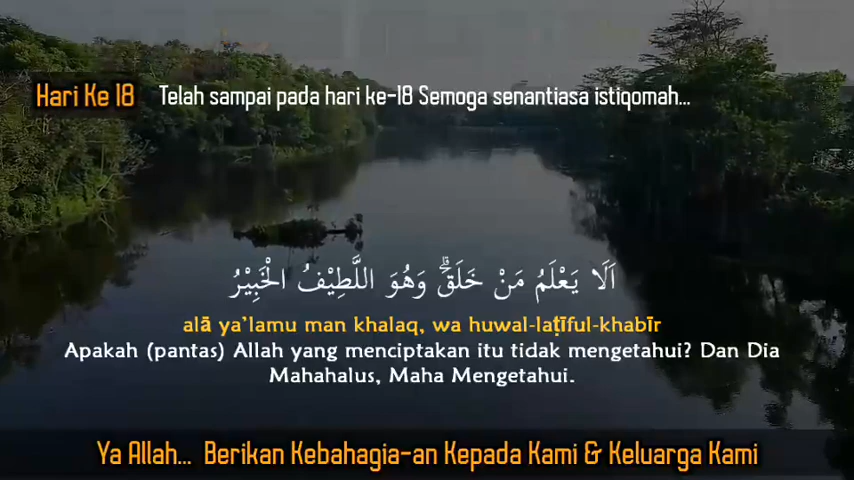 Hari Ke 18
Telah sampai pada hari ke-18 Semoga senantiasa istiqomah...
اَلَا يَعْلَمُ مَنْ خَلَقَۗ وَهُوَ اللَّطِيْفُ الْخَبِيْرُ
alā ya'lamu man khalaq, wa huwal-laṭīful-khabīr
Apakah (pantas) Allah yang menciptakan itu tidak mengetahui? Dan Dia
Mahahalus, Maha Mengetahui.
Ya Allah... Berikan Kebahagia-an Kepada Kami & Keluarga Kami